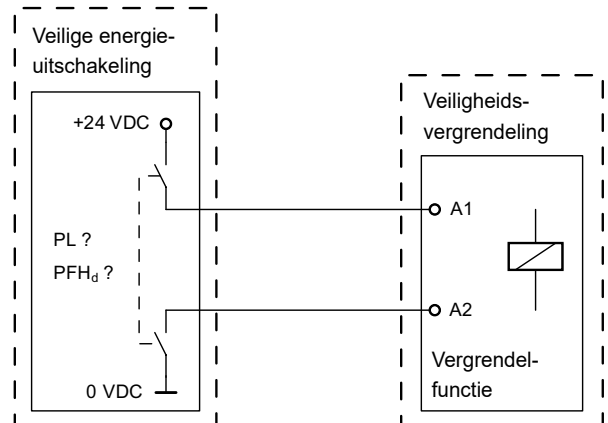 Veilige energie-
uitschakeling
+24 VDC
PL ?
PFHd ?
0 VDC
Veiligheids-
vergrendeling
A1
A2
Vergrendel-
functie